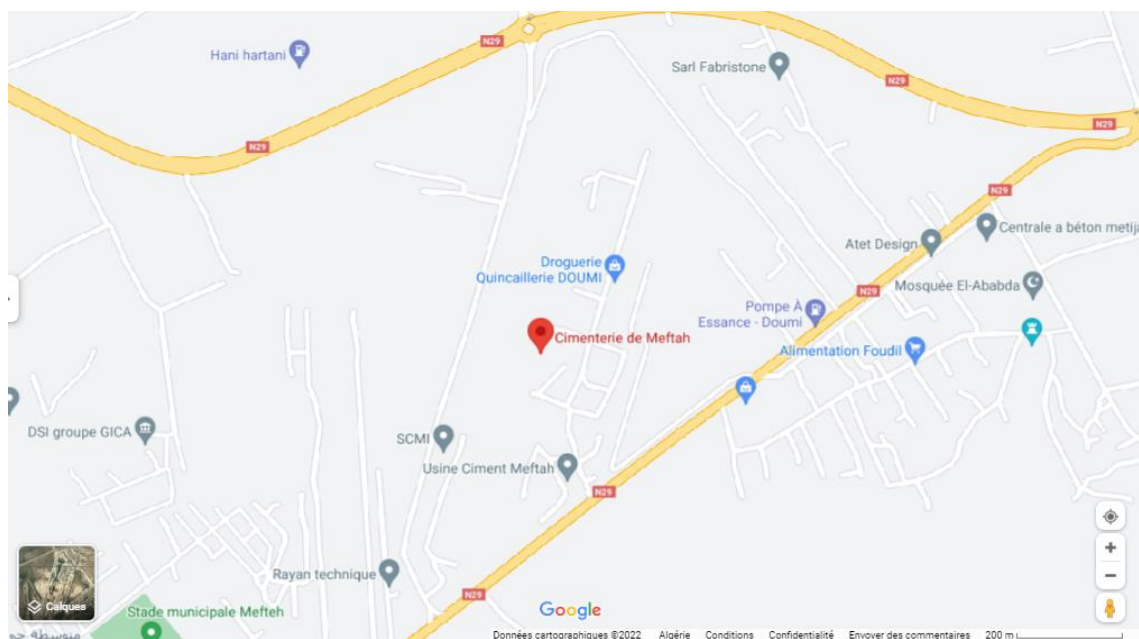 N29
Hani hartani
Sarl Fabristone
N29
N29
N29
N29
Centrale a béton metija
Atet Design
Droguerie
Quincaillerie DOUMI
Mosquée El-Ababda
N29
Pompe À
Essance - Doumi
Cimenterie de Meftah
Alimentation Foudil
DSI groupe GICA
SCMI
Usine Ciment Meftah
N29
Rayan technique
Calques
Stade municipale Mefteh
Google
متوسطة
Données cartographiques ©2022 Algérie Conditions Confidentialité Envoyer des commentaires 200 m